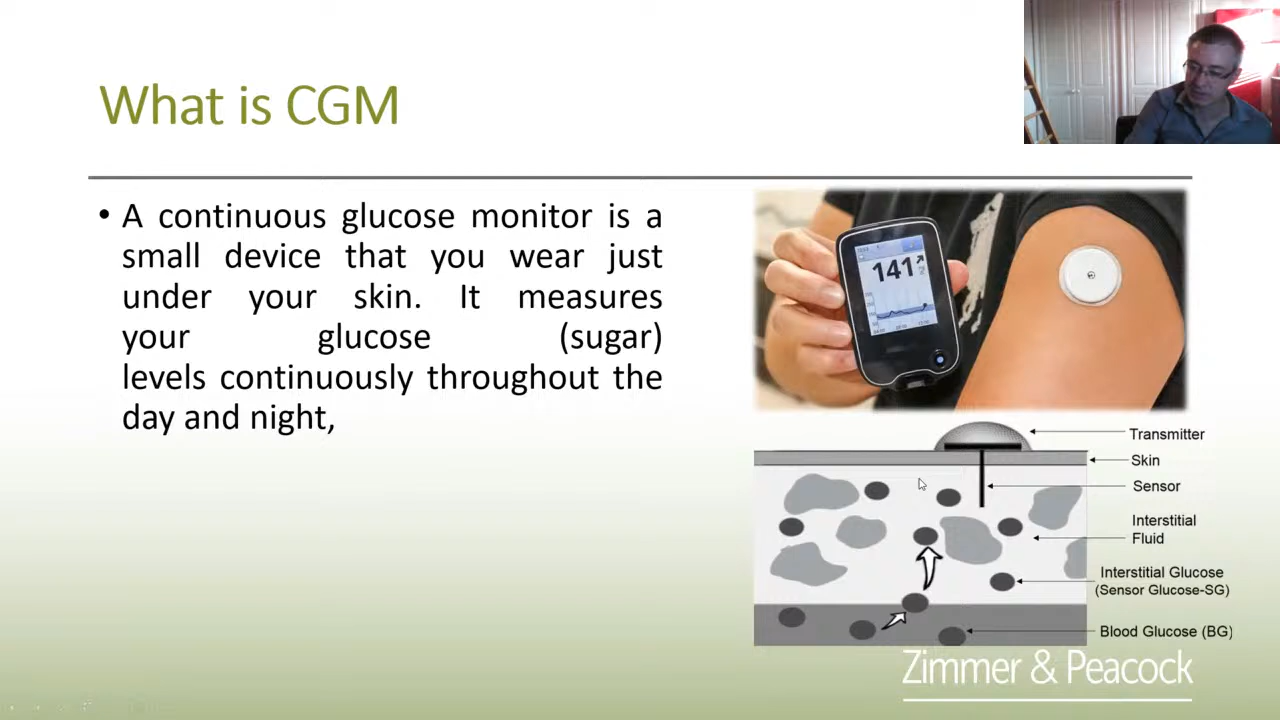 What is CGM
• A continuous glucose monitor is a
small device that you wear just
under your skin. It measures
your glucose (sugar)
levels continuously throughout the
day and night,
141
Transmitter
Skin
Sensor
Interstitial
Fluid
Interstitial Glucose
(Sensor Glucose-SG)
Blood Glucose (BG)
Zimmer & Peacock